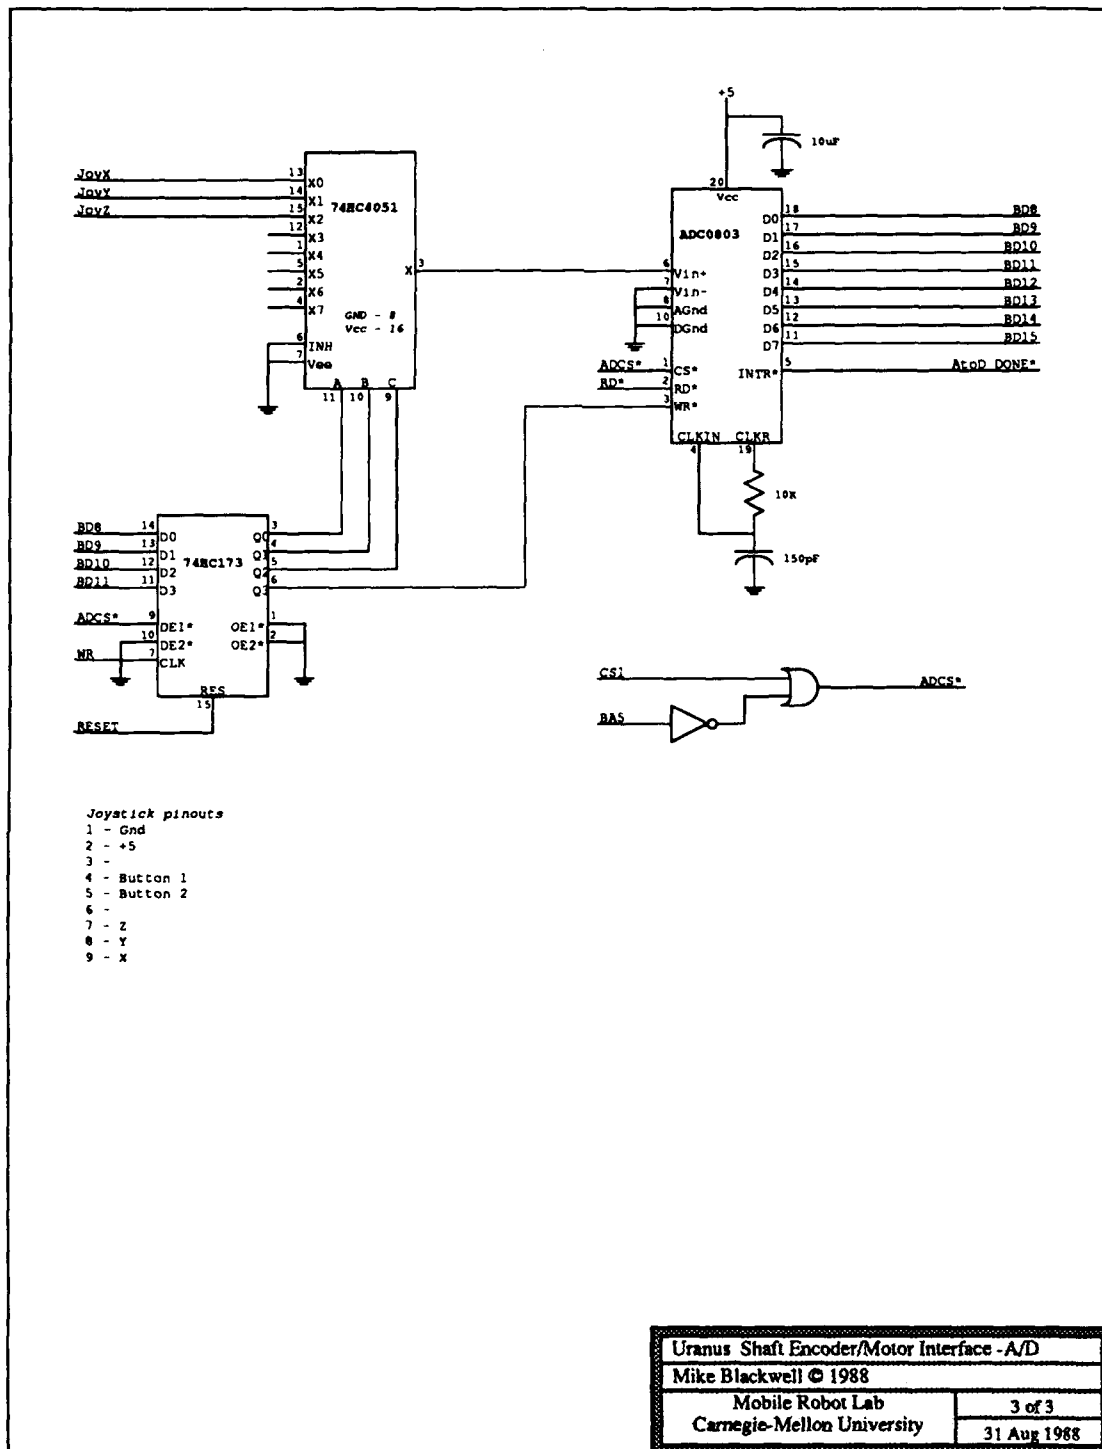 +5
10uF
JoyX 13 X0
JoyY 14 X1
JoyZ 15 X2
12 X3
1 X4
5 X5
2 X6
4 X7
74HC4051
X 3
GND - 8
Vcc - 16
6 INH
7 Vee
A B C
11 10 9
20
Vcc
ADC0803
6 Vin+
7 Vin-
8 AGnd
10 DGnd
ADCS* 1 CS*
RD* 2 RD*
3 WR*
D0 18 BD8
D1 17 BD9
D2 16 BD10
D3 15 BD11
D4 14 BD12
D5 13 BD13
D6 12 BD14
D7 11 BD15
INTR* 5 AtoD DONE*
CLKIN CLKR
4 19
10K
150pF
BD8 14 D0
BD9 13 D1
BD10 12 D2
BD11 11 D3
74HC173
Q0 3
Q1 4
Q2 5
Q3 6
ADCS* 9 DE1*
10 DE2*
WR 7 CLK
OE1* 1
OE2* 2
RES
15
RESET
CS1
BA5
ADCS*
Joystick pinouts
1 - Gnd
2 - +5
3 -
4 - Button 1
5 - Button 2
6 -
7 - Z
8 - Y
9 - X
Uranus Shaft Encoder/Motor Interface - A/D
Mike Blackwell © 1988
Mobile Robot Lab
Carnegie-Mellon University
3 of 3
31 Aug 1988